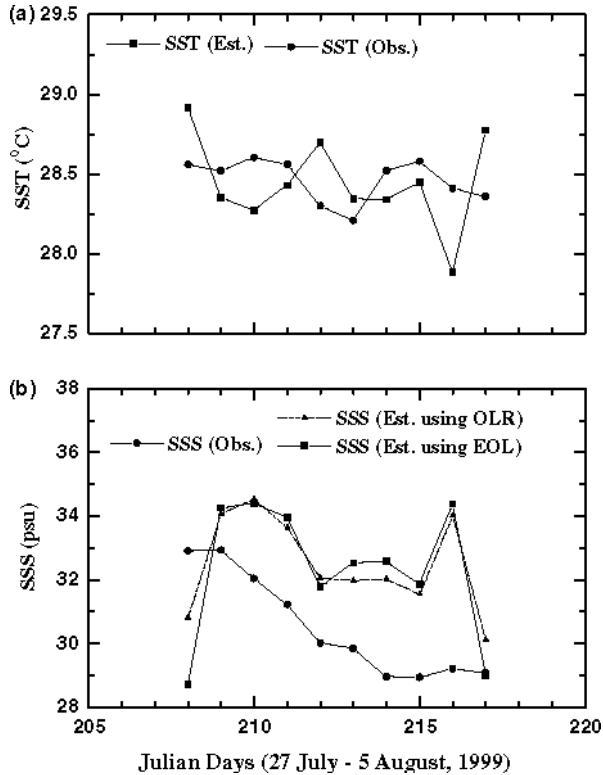 (a)
29.5
SST (Est.)
SST (Obs.)
29.0
28.5
28.0
27.5
SST (⁰C)
(b)
38
SSS (Est. using OLR)
SSS (Obs.)
SSS (Est. using EOL)
36
34
32
30
28
SSS (psu)
205
210
215
220
Julian Days (27 July - 5 August, 1999)